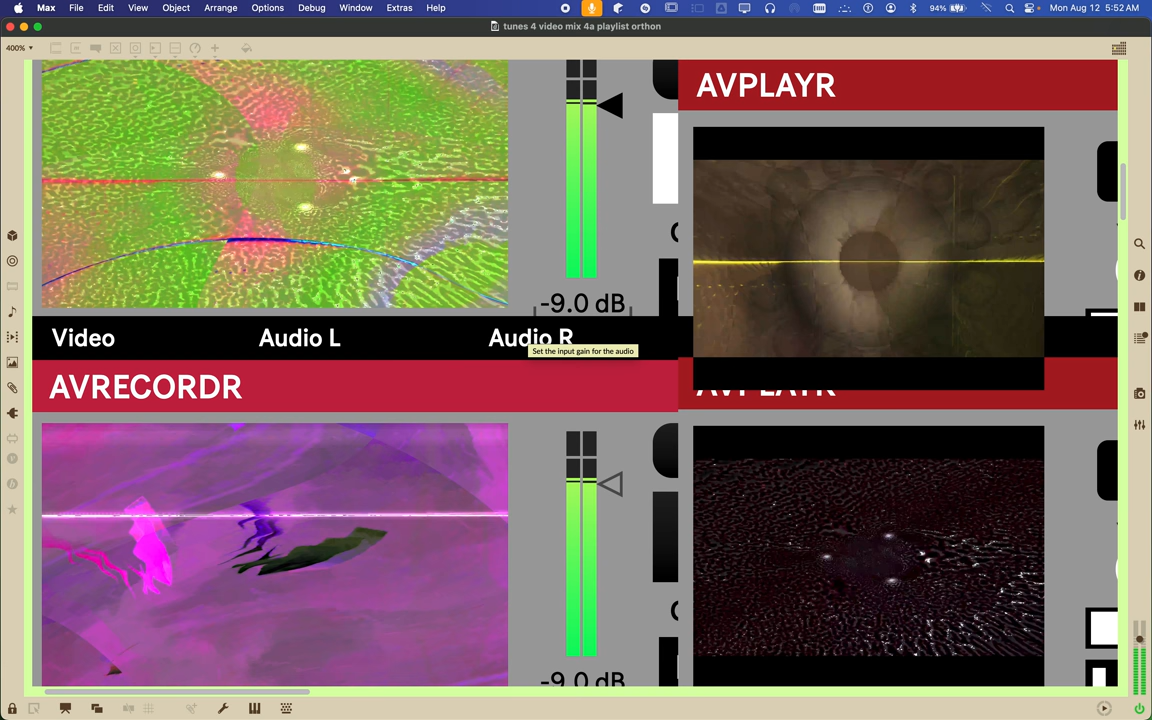 Max File Edit View Object Arrange Options Debug Window Extras Help 94% Mon Aug 12 5:52 AM
tunes 4 video mix 4a playlist orthon
400%
AVPLAYR
-9.0 dB
Video Audio L Audio R
Set the input gain for the audio
AVRECORDR
AVPLAYR
-9.0 dB